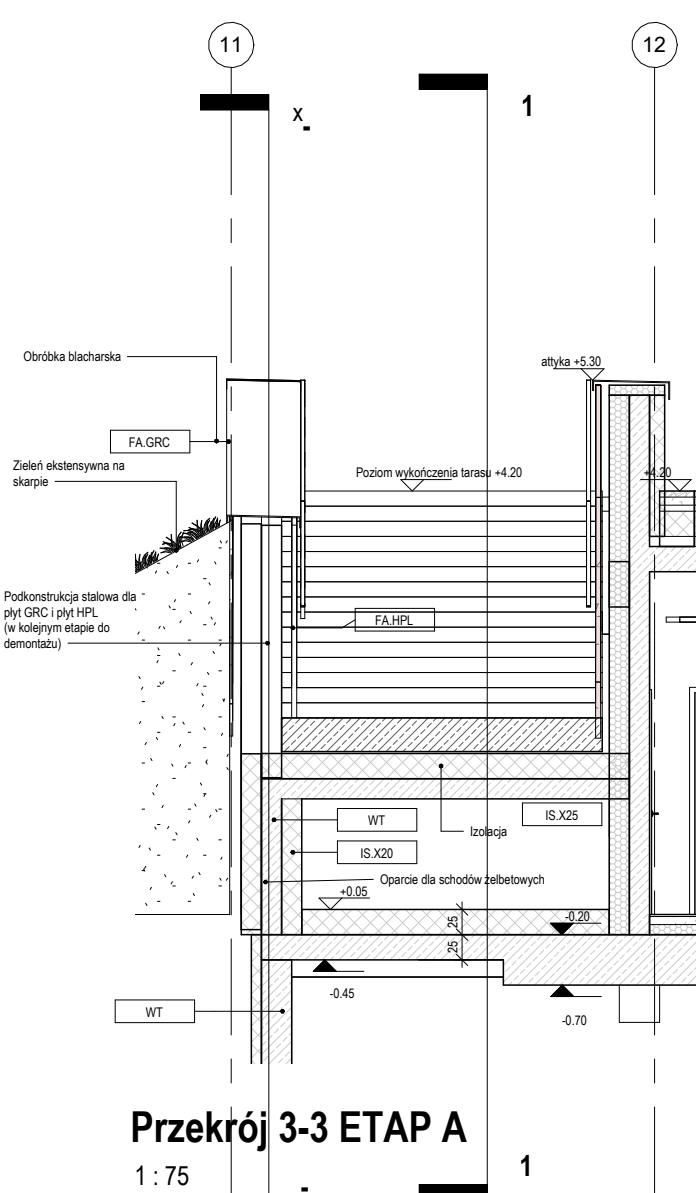 11
12
x
1
Obróbka blacharska
attyka +5.30
FA.GRC
Zieleń ekstensywna na
skarpie
Poziom wykończenia tarasu +4.20
+4.20
Podkonstrukcja stalowa dla
płyt GRC i płyt HPL
(w kolejnym etapie do
demontażu)
FA.HPL
WT
IS.X25
Izolacja
IS.X20
Oparcie dla schodów żelbetowych
+0.05
25
-0.20
25
-0.45
WT
-0.70
Przekrój 3-3 ETAP A
1 : 75
1